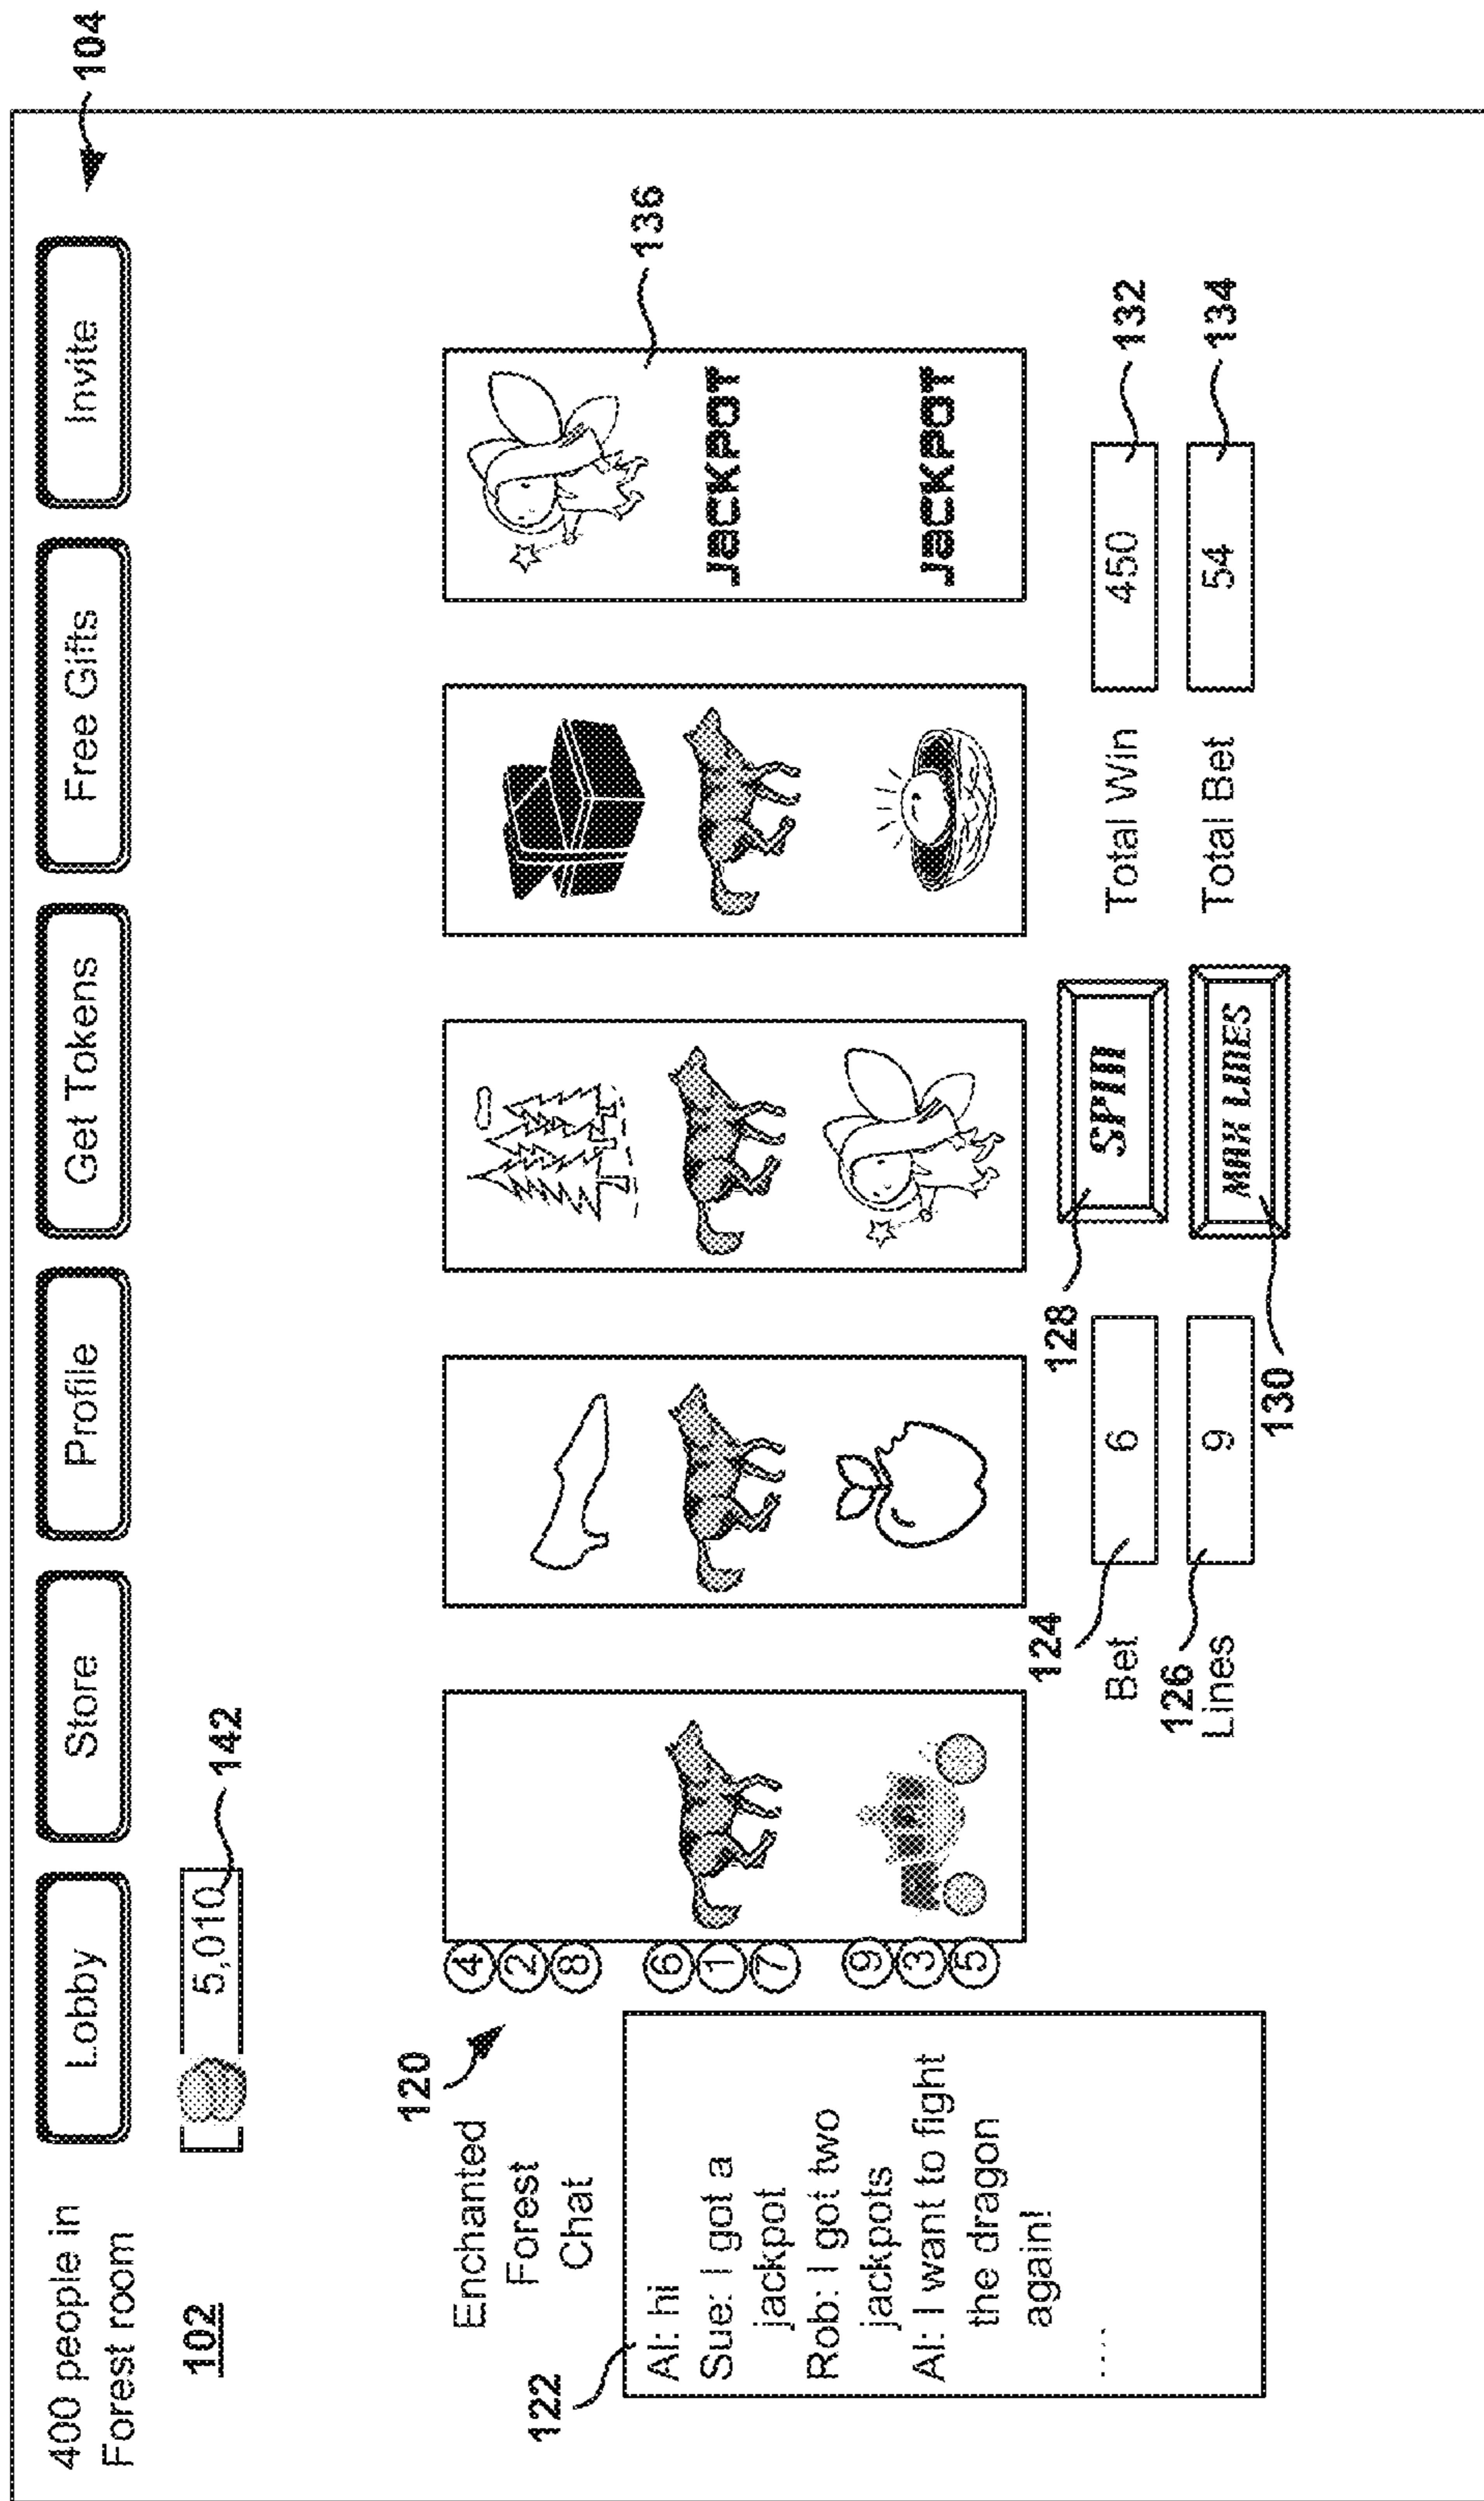 104
400 people in
Forest room
Lobby
Store
Profile
Get Tokens
Free Gifts
Invite
102
5,010
142
120
Enchanted
Forest
Chat
122
Al: hi
Sue: I got a
jackpot
Rob: I got two
jackpots
Al: I want to fight
the dragon
again!
....
4
2
8
6
1
7
9
3
5
136
JACKPOT
JACKPOT
124
Bet
6
126
Lines
9
128
SPIN
130
MAX LINES
Total Win
450
132
Total Bet
54
134